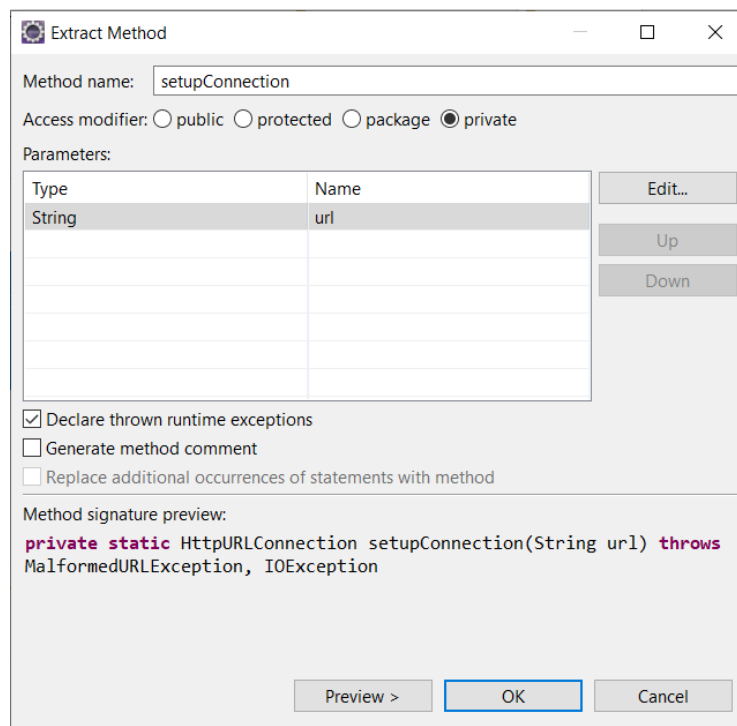 Extract Method
Method name: setupConnection
Access modifier: public protected package private
Parameters:
Type Name Edit...
String url
Up
Down
Declare thrown runtime exceptions
Generate method comment
Replace additional occurrences of statements with method
Method signature preview:
private static HttpURLConnection setupConnection(String url) throws
MalformedURLException, IOException
Preview > OK Cancel